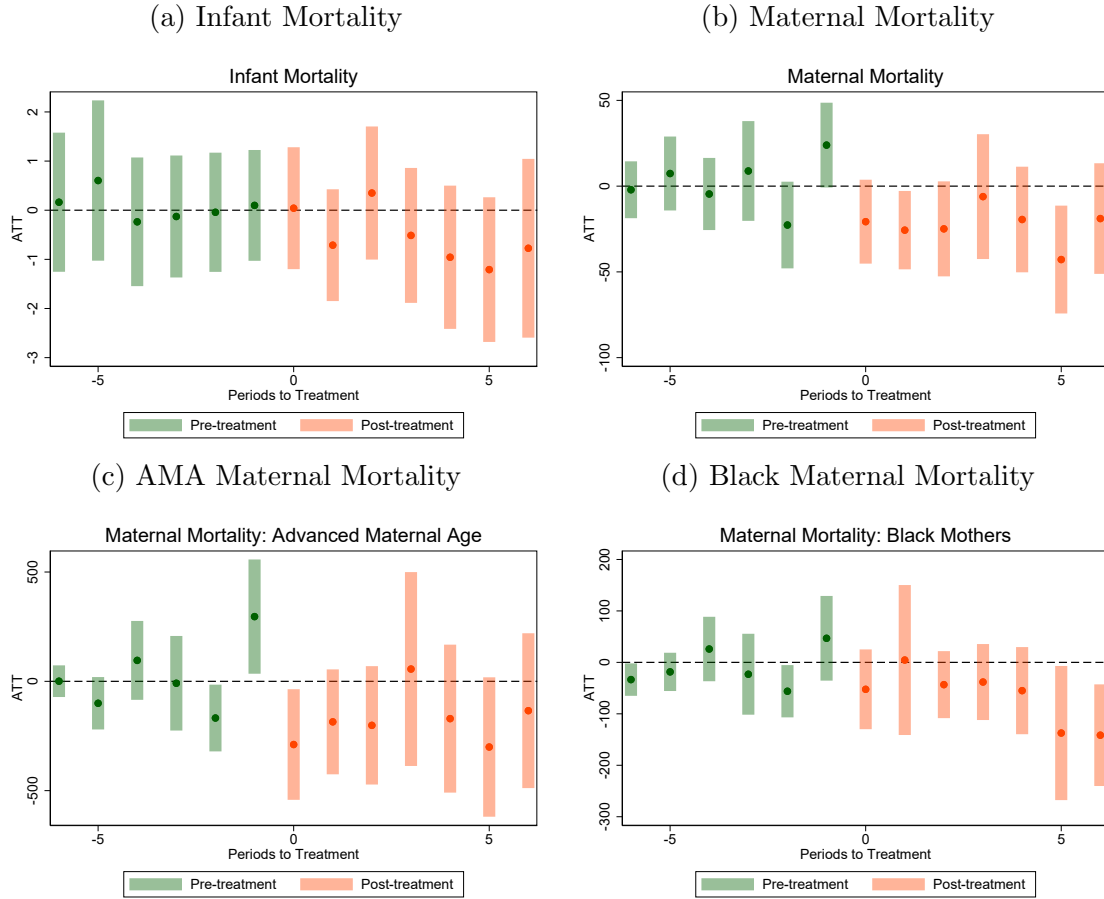 (a) Infant Mortality
Infant Mortality
ATT
2
1
0
-1
-2
-3
-5
0
5
Periods to Treatment
Pre-treatment
Post-treatment
(b) Maternal Mortality
Maternal Mortality
ATT
50
0
-50
-100
-5
0
5
Periods to Treatment
Pre-treatment
Post-treatment
(c) AMA Maternal Mortality
Maternal Mortality: Advanced Maternal Age
ATT
500
0
-500
-5
0
5
Periods to Treatment
Pre-treatment
Post-treatment
(d) Black Maternal Mortality
Maternal Mortality: Black Mothers
ATT
200
100
0
-100
-200
-300
-5
0
5
Periods to Treatment
Pre-treatment
Post-treatment